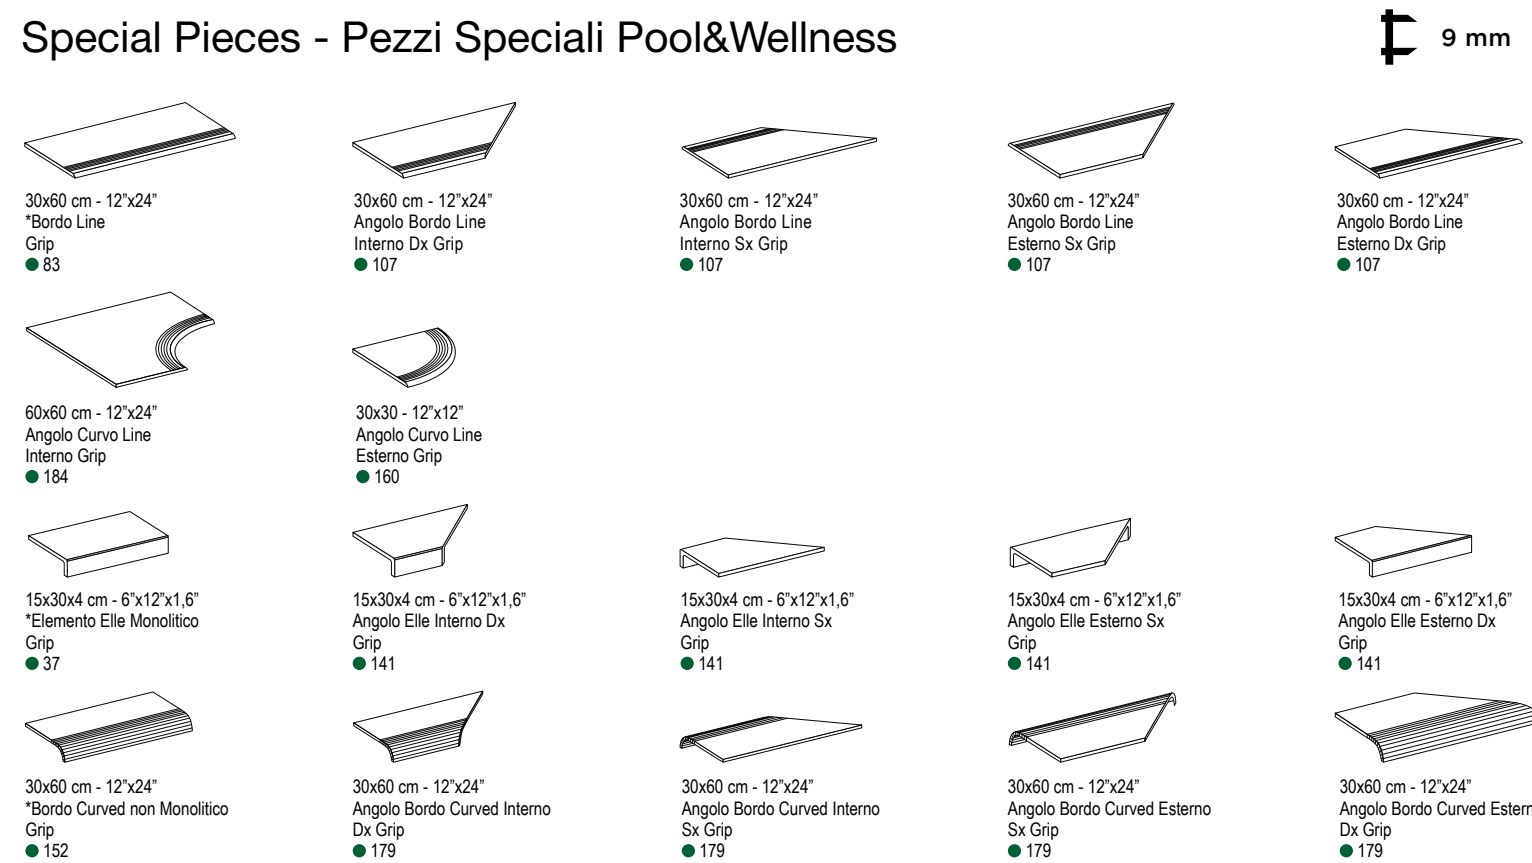 Special Pieces - Pezzi Speciali Pool&Wellness
9 mm
30x60 cm - 12”x24”
*Bordo Line
Grip
83
30x60 cm - 12”x24”
Angolo Bordo Line
Interno Dx Grip
107
30x60 cm - 12”x24”
Angolo Bordo Line
Interno Sx Grip
107
30x60 cm - 12”x24”
Angolo Bordo Line
Esterno Sx Grip
107
30x60 cm - 12”x24”
Angolo Bordo Line
Esterno Dx Grip
107
60x60 cm - 12”x24”
Angolo Curvo Line
Interno Grip
184
30x30 - 12”x12”
Angolo Curvo Line
Esterno Grip
160
15x30x4 cm - 6”x12”x1,6”
*Elemento Elle Monolitico
Grip
37
15x30x4 cm - 6”x12”x1,6”
Angolo Elle Interno Dx
Grip
141
15x30x4 cm - 6”x12”x1,6”
Angolo Elle Interno Sx
Grip
141
15x30x4 cm - 6”x12”x1,6”
Angolo Elle Esterno Sx
Grip
141
15x30x4 cm - 6”x12”x1,6”
Angolo Elle Esterno Dx
Grip
141
30x60 cm - 12”x24”
*Bordo Curved non Monolitico
Grip
152
30x60 cm - 12”x24”
Angolo Bordo Curved Interno
Dx Grip
179
30x60 cm - 12”x24”
Angolo Bordo Curved Interno
Sx Grip
179
30x60 cm - 12”x24”
Angolo Bordo Curved Esterno
Sx Grip
179
30x60 cm - 12”x24”
Angolo Bordo Curved Estern
Dx Grip
179